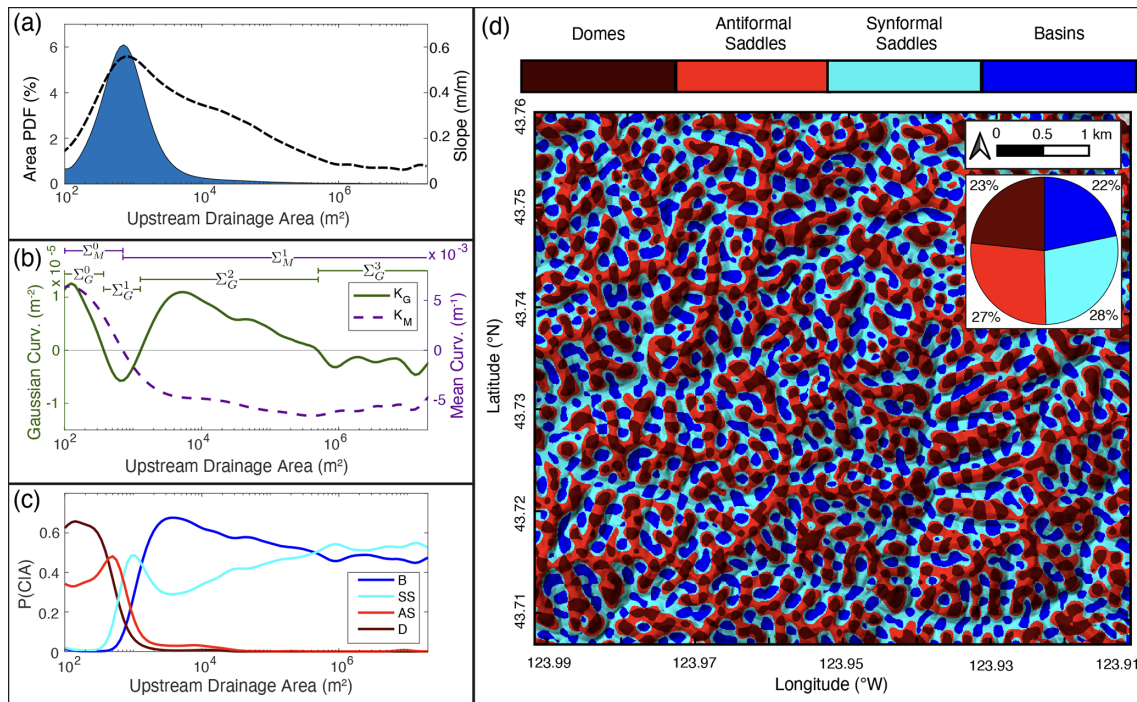 (a)
6
4
2
0
Area PDF (%)
0.6
0.4
0.2
0
Slope (m/m)
10²
10⁴
10⁶
Upstream Drainage Area (m²)
(b)
Σ⁰_M
Σ¹_M
Σ⁰_G
Σ¹_G
Σ²_G
Σ³_G
x 10⁻⁵
x 10⁻³
1
0
-1
Gaussian Curv. (m⁻²)
5
0
-5
Mean Curv. (m⁻¹)
K_G
K_M
10²
10⁴
10⁶
Upstream Drainage Area (m²)
(c)
0.6
0.4
0.2
0
P(C|A)
B
SS
AS
D
10²
10⁴
10⁶
Upstream Drainage Area (m²)
(d)
Domes
Antiformal
Saddles
Synformal
Saddles
Basins
43.76
43.75
43.74
43.73
43.72
43.71
Latitude (°N)
0
0.5
1 km
23%
22%
27%
28%
123.99
123.97
123.95
123.93
123.91
Longitude (°W)